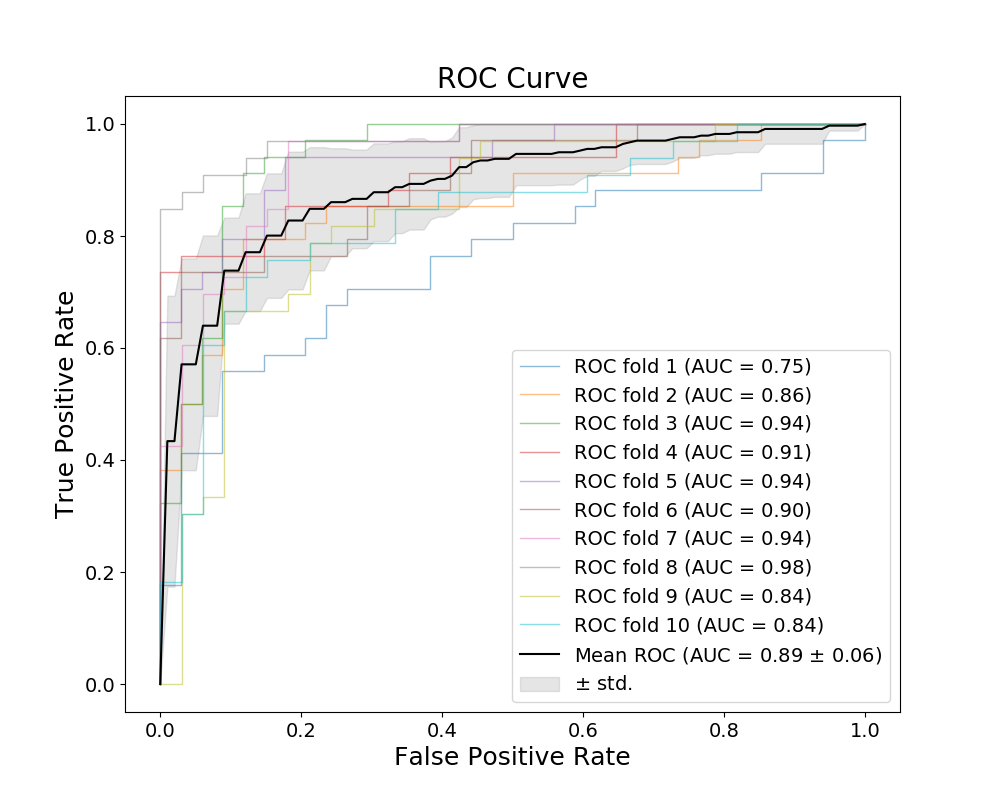 ROC Curve
1.0
0.8
0.6
0.4
0.2
0.0
True Positive Rate
0.0 0.2 0.4 0.6 0.8 1.0
False Positive Rate
ROC fold 1 (AUC = 0.75)
ROC fold 2 (AUC = 0.86)
ROC fold 3 (AUC = 0.94)
ROC fold 4 (AUC = 0.91)
ROC fold 5 (AUC = 0.94)
ROC fold 6 (AUC = 0.90)
ROC fold 7 (AUC = 0.94)
ROC fold 8 (AUC = 0.98)
ROC fold 9 (AUC = 0.84)
ROC fold 10 (AUC = 0.84)
Mean ROC (AUC = 0.89 ± 0.06)
± std.